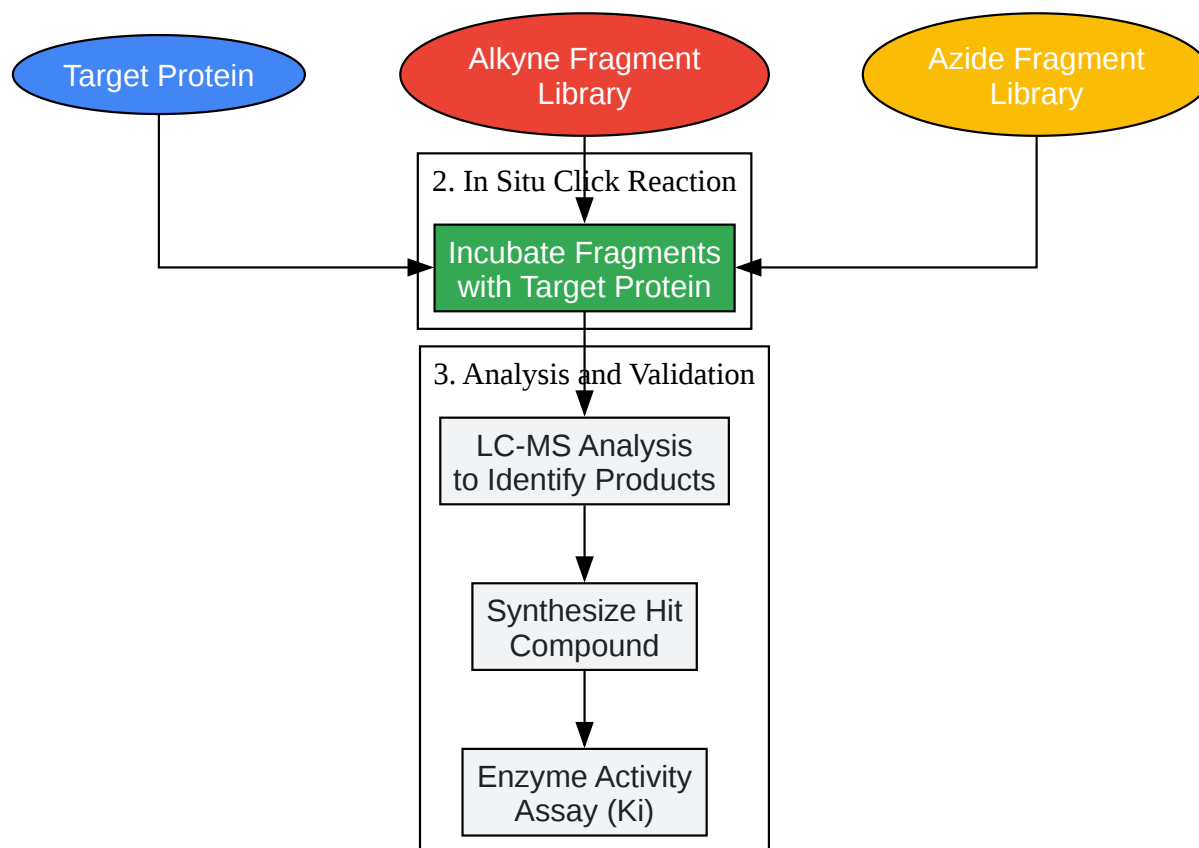 Target Protein
Alkyne Fragment
Library
Azide Fragment
Library
2. In Situ Click Reaction
Incubate Fragments
with Target Protein
3. Analysis and Validation
LC-MS Analysis
to Identify Products
Synthesize Hit
Compound
Enzyme Activity
Assay (Ki)